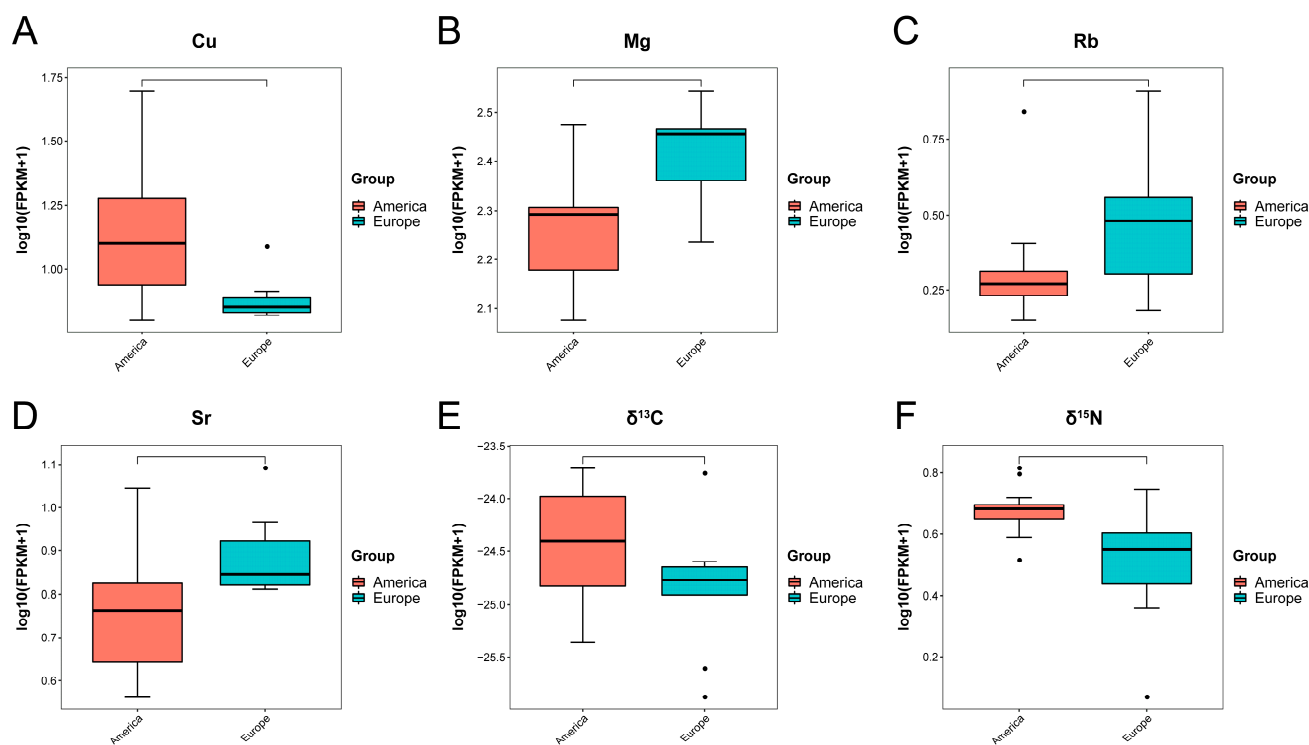 A
Cu
log10(FPKM+1)
1.75
1.50
1.25
1.00
America
Europe
Group
America
Europe
B
Mg
log10(FPKM+1)
2.5
2.4
2.3
2.2
2.1
America
Europe
Group
America
Europe
C
Rb
log10(FPKM+1)
0.75
0.50
0.25
America
Europe
Group
America
Europe
D
Sr
log10(FPKM+1)
1.1
1.0
0.9
0.8
0.7
0.6
America
Europe
Group
America
Europe
E
δ¹³C
log10(FPKM+1)
−23.5
−24.0
−24.5
−25.0
−25.5
America
Europe
Group
America
Europe
F
δ¹⁵N
log10(FPKM+1)
0.8
0.6
0.4
0.2
America
Europe
Group
America
Europe